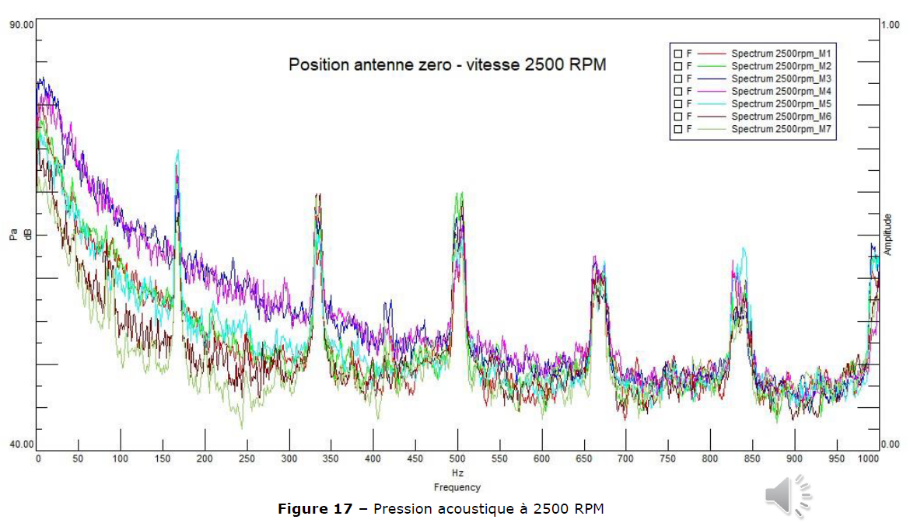 90.00
1.00
Position antenne zero - vitesse 2500 RPM
F Spectrum 2500rpm_M1
F Spectrum 2500rpm_M2
F Spectrum 2500rpm_M3
F Spectrum 2500rpm_M4
F Spectrum 2500rpm_M5
F Spectrum 2500rpm_M6
F Spectrum 2500rpm_M7
Pa
dB
Amplitude
40.00
0.00
0 50 100 150 200 250 300 350 400 450 500 550 600 650 700 750 800 850 900 950 1000
Hz
Frequency
Figure 17 – Pression acoustique à 2500 RPM